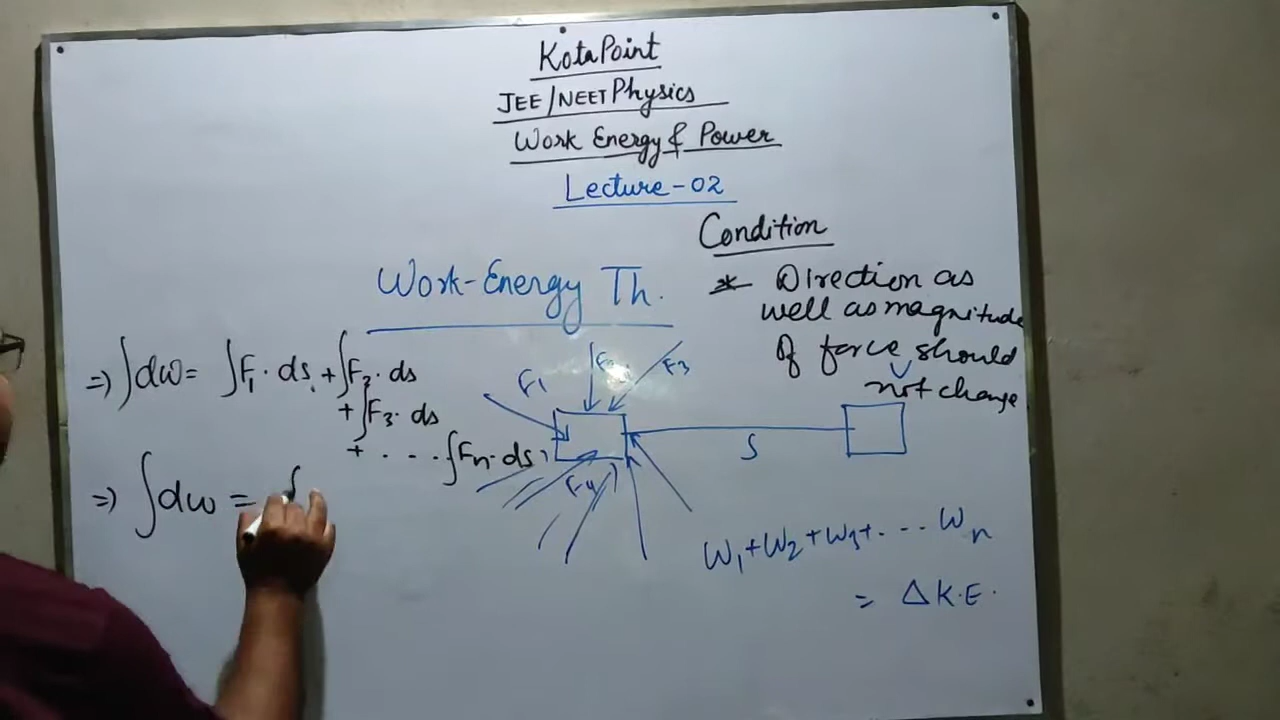 KotaPoint
JEE/NEET Physics
Work Energy & Power
Lecture-02
Condition
Work-Energy Th.
* Direction as
well as magnitude
of force should
not change
=) ∫dw = ∫F1. ds + ∫F2. ds
+ ∫F3. ds
+ . . . ∫Fn. ds
=) ∫dw = ∫
F1
F3
F4
S
W1+W2+W3+. . . Wn
= ΔK.E.